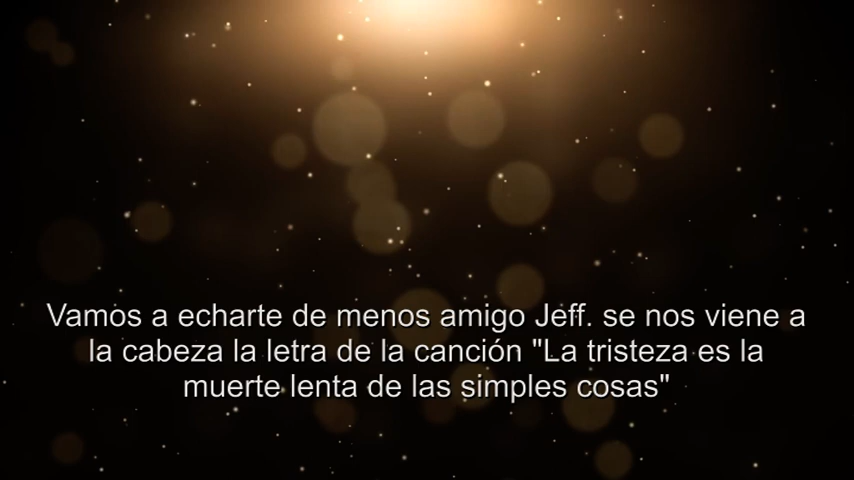 Vamos a echarte de menos amigo Jeff. se nos viene a
la cabeza la letra de la canción "La tristeza es la
muerte lenta de las simples cosas"